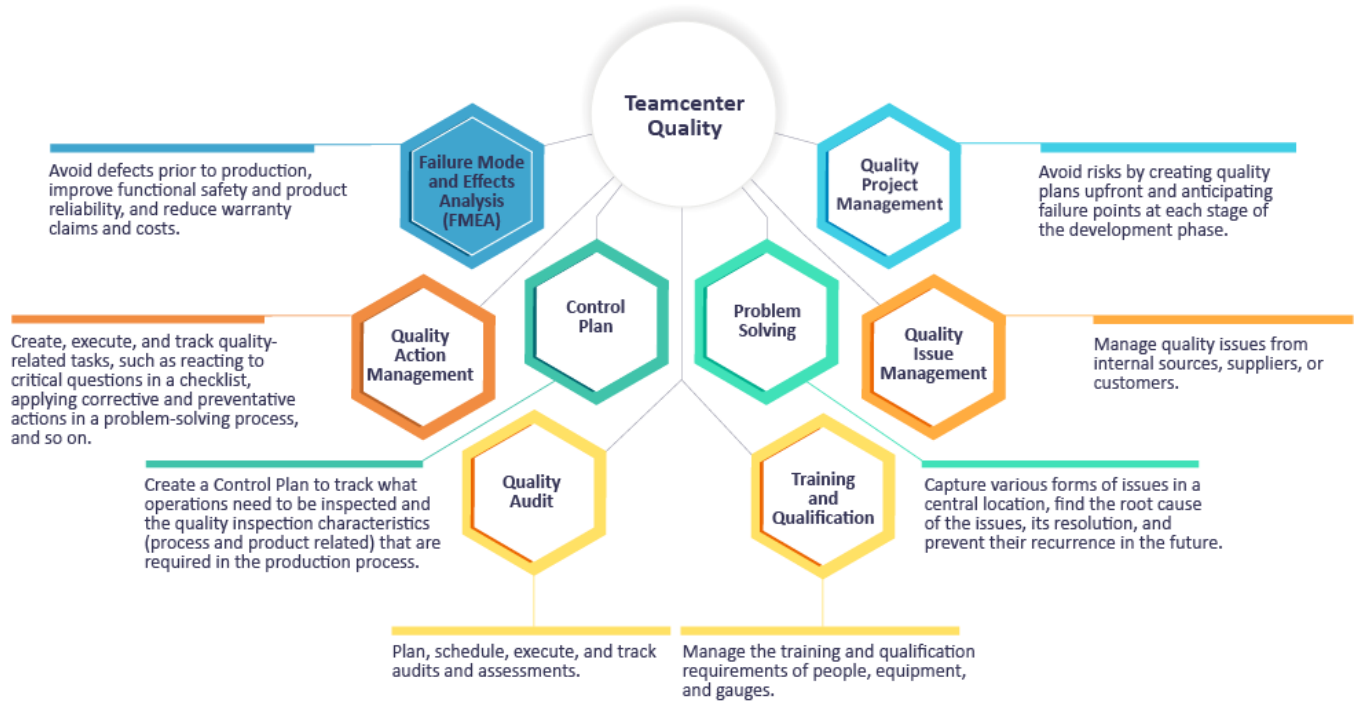 Teamcenter
Quality
Failure Mode
and Effects
Analysis
(FMEA)
Avoid defects prior to production,
improve functional safety and product
reliability, and reduce warranty
claims and costs.
Quality
Project
Management
Avoid risks by creating quality
plans upfront and anticipating
failure points at each stage of
the development phase.
Quality
Action
Management
Create, execute, and track quality-
related tasks, such as reacting to
critical questions in a checklist,
applying corrective and preventative
actions in a problem-solving process,
and so on.
Control
Plan
Problem
Solving
Quality
Issue
Management
Manage quality issues from
internal sources, suppliers, or
customers.
Create a Control Plan to track what
operations need to be inspected and
the quality inspection characteristics
(process and product related) that are
required in the production process.
Quality
Audit
Training
and
Qualification
Capture various forms of issues in a
central location, find the root cause
of the issues, its resolution, and
prevent their recurrence in the future.
Plan, schedule, execute, and track
audits and assessments.
Manage the training and qualification
requirements of people, equipment,
and gauges.